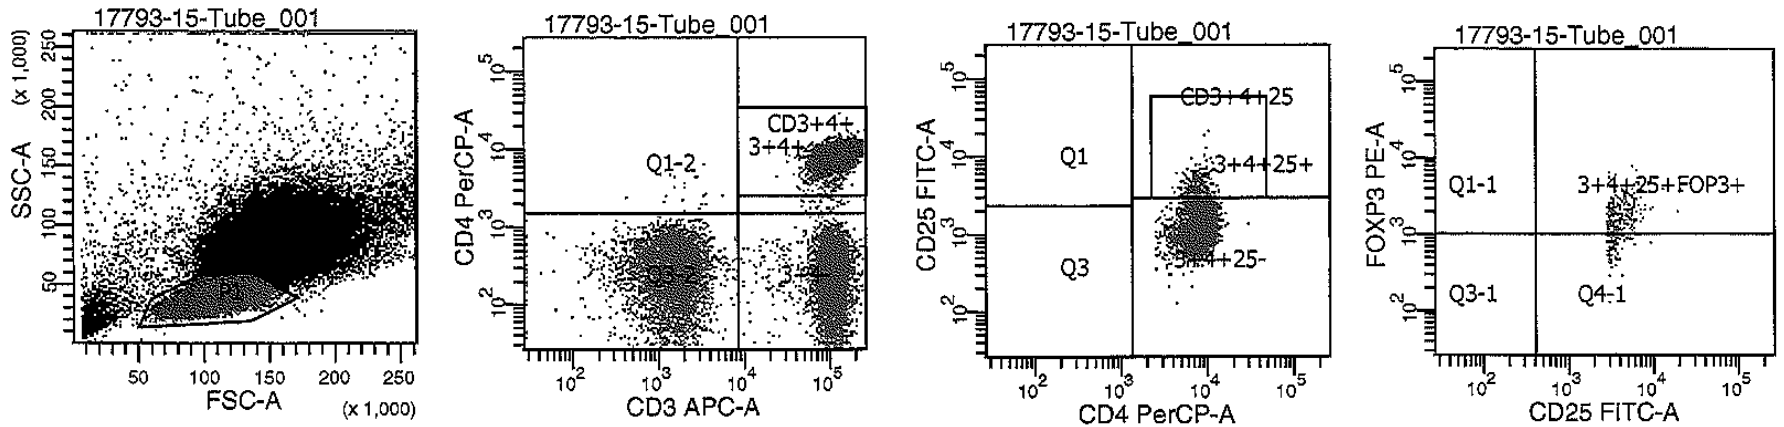 17793-15-Tube_001
SSC-A
(x 1,000)
250
200
150
100
50
P1
50 100 150 200 250
FSC-A
(x 1,000)
17793-15-Tube_001
CD4 PerCP-A
10^5
10^4
10^3
10^2
CD3+4+
3+4+
Q1-2
Q3-2
10^2 10^3 10^4 10^5
CD3 APC-A
17793-15-Tube_001
CD25 FITC-A
10^5
10^4
10^3
10^2
CD3+4+25
Q1
3+4+25+
Q3
3+4+25-
10^2 10^3 10^4 10^5
CD4 PerCP-A
17793-15-Tube_001
FOXP3 PE-A
10^5
10^4
10^3
10^2
Q1-1
3+4+25+FOP3+
Q3-1
Q4-1
10^2 10^3 10^4 10^5
CD25 FITC-A